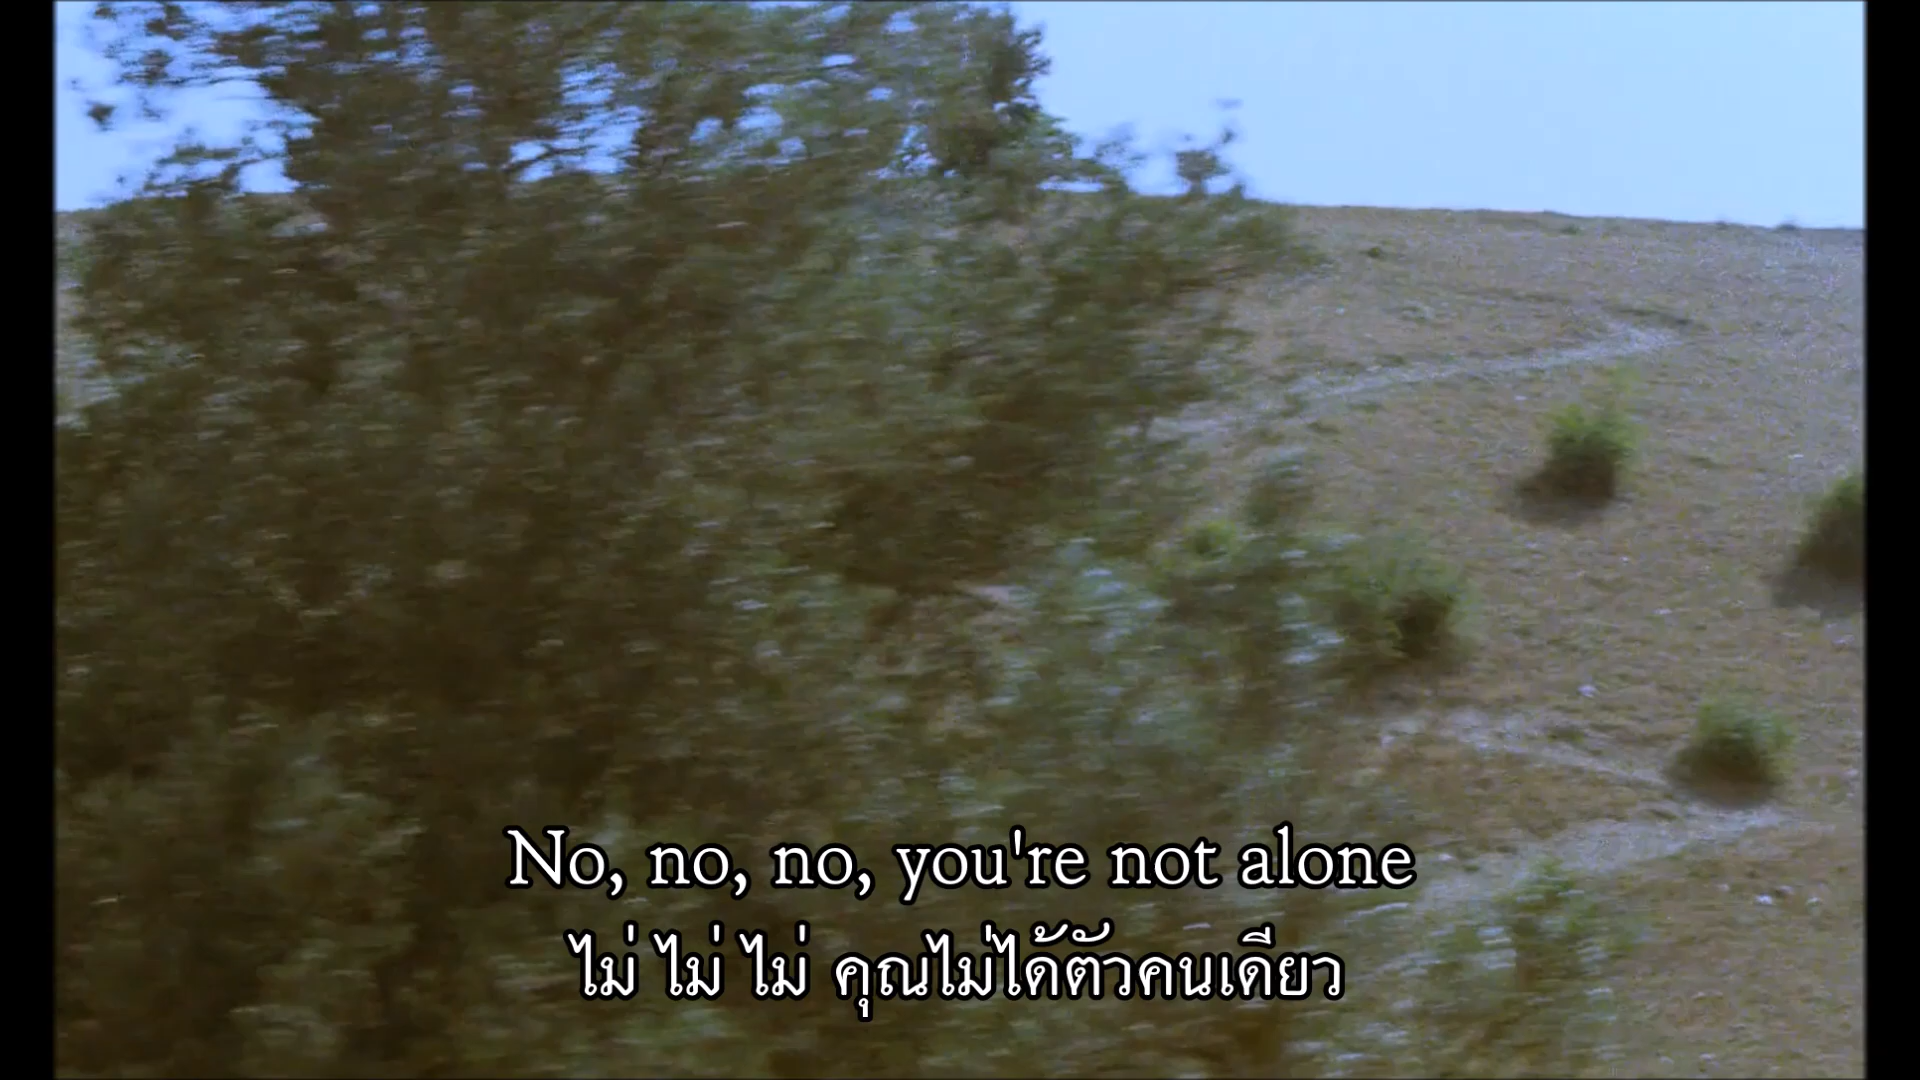 No, no, no, you're not alone
ไม่ ไม่ ไม่ คุณไม่ได้ตัวคนเดียว